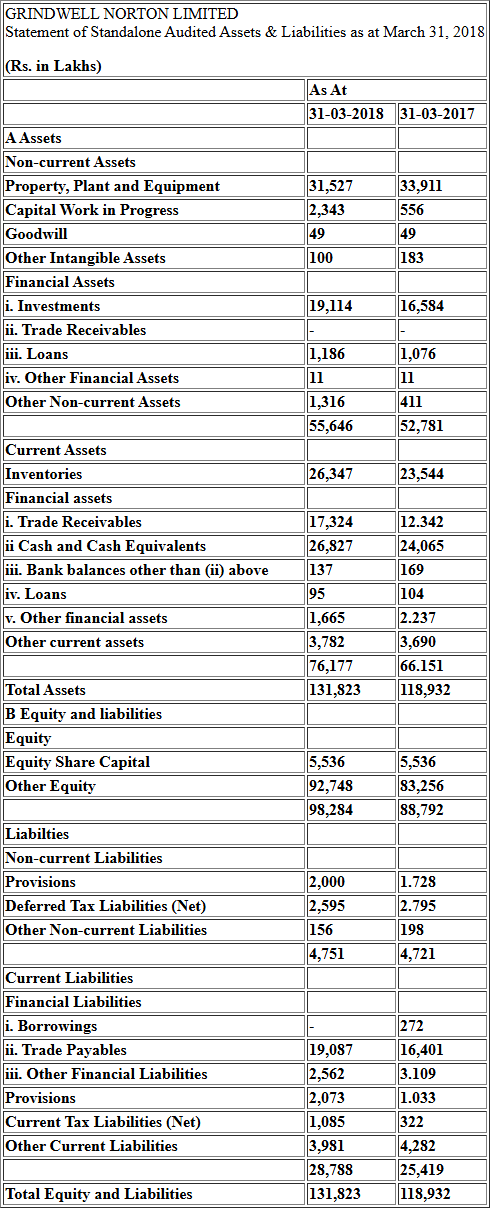 GRINDWELL NORTON LIMITED
Statement of Standalone Audited Assets & Liabilities as at March 31, 2018
(Rs. in Lakhs)
As At
31-03-2018 31-03-2017
A Assets
Non-current Assets
Property, Plant and Equipment 31,527 33,911
Capital Work in Progress 2,343 556
Goodwill 49 49
Other Intangible Assets 100 183
Financial Assets
i. Investments 19,114 16,584
ii. Trade Receivables - -
iii. Loans 1,186 1,076
iv. Other Financial Assets 11 11
Other Non-current Assets 1,316 411
55,646 52,781
Current Assets
Inventories 26,347 23,544
Financial assets
i. Trade Receivables 17,324 12.342
ii Cash and Cash Equivalents 26,827 24,065
iii. Bank balances other than (ii) above 137 169
iv. Loans 95 104
v. Other financial assets 1,665 2.237
Other current assets 3,782 3,690
76,177 66.151
Total Assets 131,823 118,932
B Equity and liabilities
Equity
Equity Share Capital 5,536 5,536
Other Equity 92,748 83,256
98,284 88,792
Liabilties
Non-current Liabilities
Provisions 2,000 1.728
Deferred Tax Liabilities (Net) 2,595 2.795
Other Non-current Liabilities 156 198
4,751 4,721
Current Liabilities
Financial Liabilities
i. Borrowings - 272
ii. Trade Payables 19,087 16,401
iii. Other Financial Liabilities 2,562 3.109
Provisions 2,073 1.033
Current Tax Liabilities (Net) 1,085 322
Other Current Liabilities 3,981 4,282
28,788 25,419
Total Equity and Liabilities 131,823 118,932